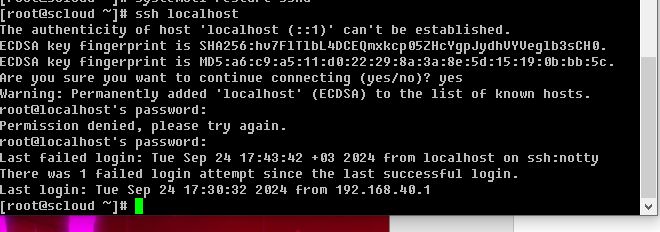 systemctl restart sshd
[root@scloud ~]# ssh localhost
The authenticity of host 'localhost (::1)' can't be established.
ECDSA key fingerprint is SHA256:hv7FlTlbL4DCEQmxkcp05ZHcYgpJydhUYVeglb3sCH0.
ECDSA key fingerprint is MD5:a6:c9:a5:11:d0:22:29:8a:3a:8e:5d:15:19:0b:bb:5c.
Are you sure you want to continue connecting (yes/no)? yes
Warning: Permanently added 'localhost' (ECDSA) to the list of known hosts.
root@localhost's password:
Permission denied, please try again.
root@localhost's password:
Last failed login: Tue Sep 24 17:43:42 +03 2024 from localhost on ssh:notty
There was 1 failed login attempt since the last successful login.
Last login: Tue Sep 24 17:30:32 2024 from 192.168.40.1
[root@scloud ~]#